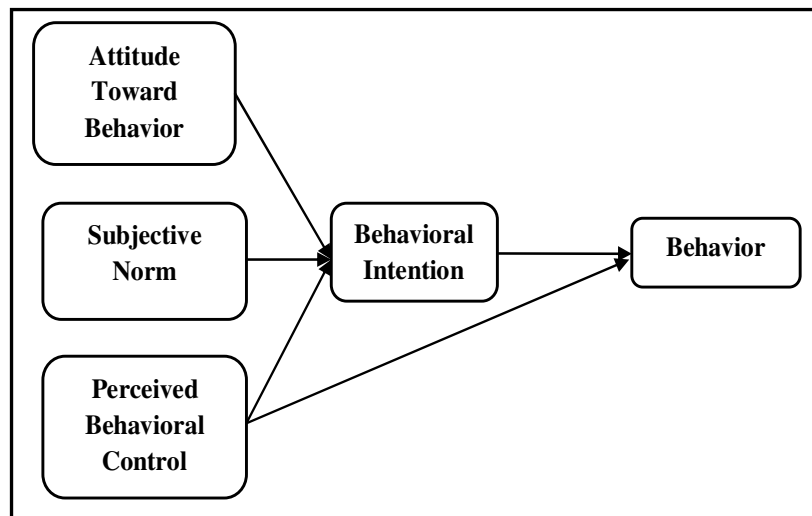 Attitude
Toward
Behavior
Subjective
Norm
Perceived
Behavioral
Control
Behavioral
Intention
Behavior